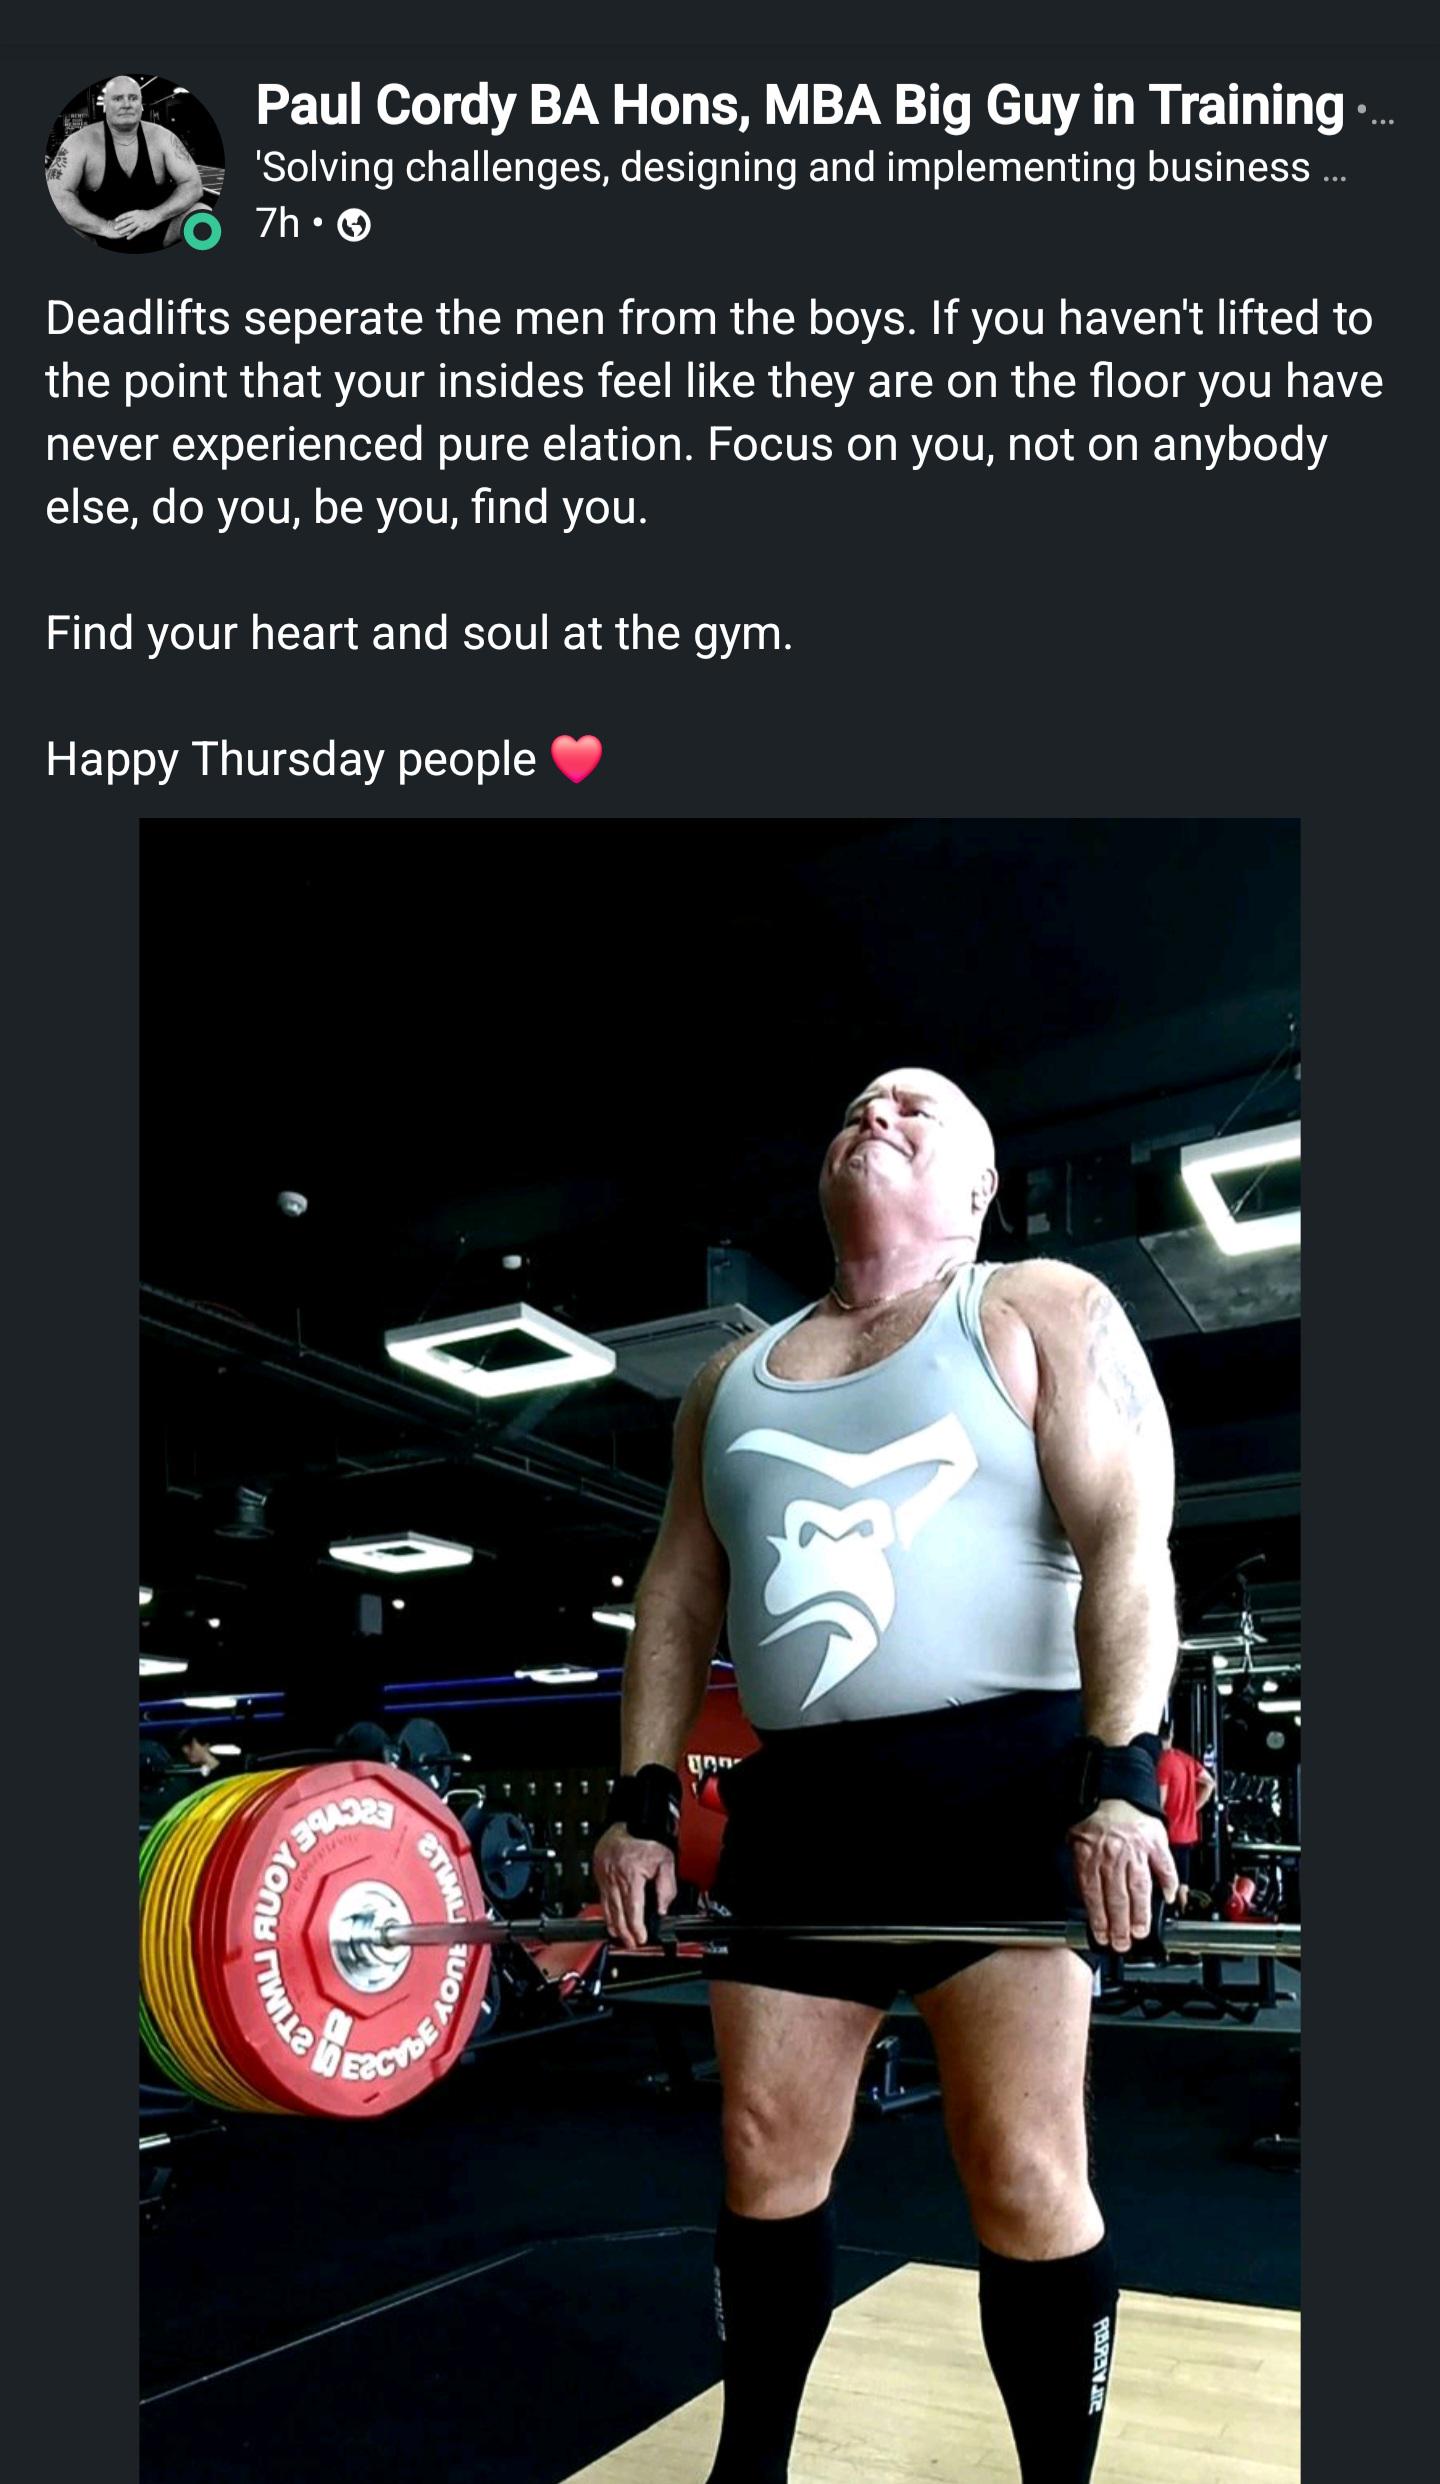 Paul Cordy BA Hons, MBA Big Guy in Training •...
'Solving challenges, designing and implementing business ...
7h •
Deadlifts seperate the men from the boys. If you haven't lifted to
the point that your insides feel like they are on the floor you have
never experienced pure elation. Focus on you, not on anybody
else, do you, be you, find you.
Find your heart and soul at the gym.
Happy Thursday people ❤️
ESCAPE YOUR LIMITS
ESCAPE YOUR LIMITS